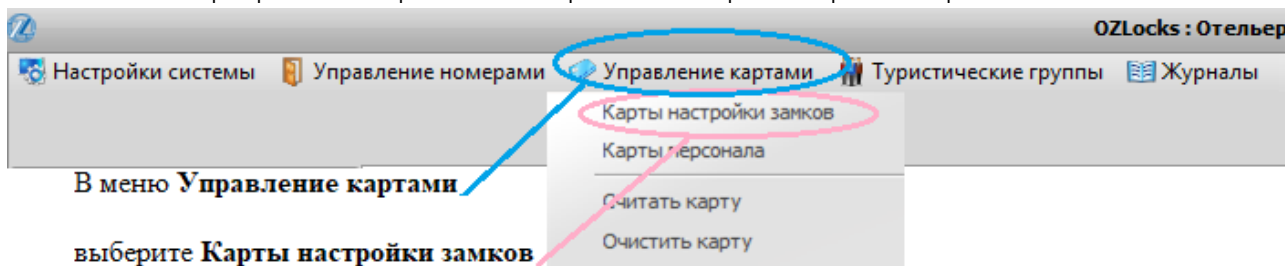 OZLocks : Отельер
Настройки системы Управление номерами Управление картами Туристические группы Журналы
Карты настройки замков
Карты персонала
В меню Управление картами
Считать карту
Очистить карту
выберите Карты настройки замков